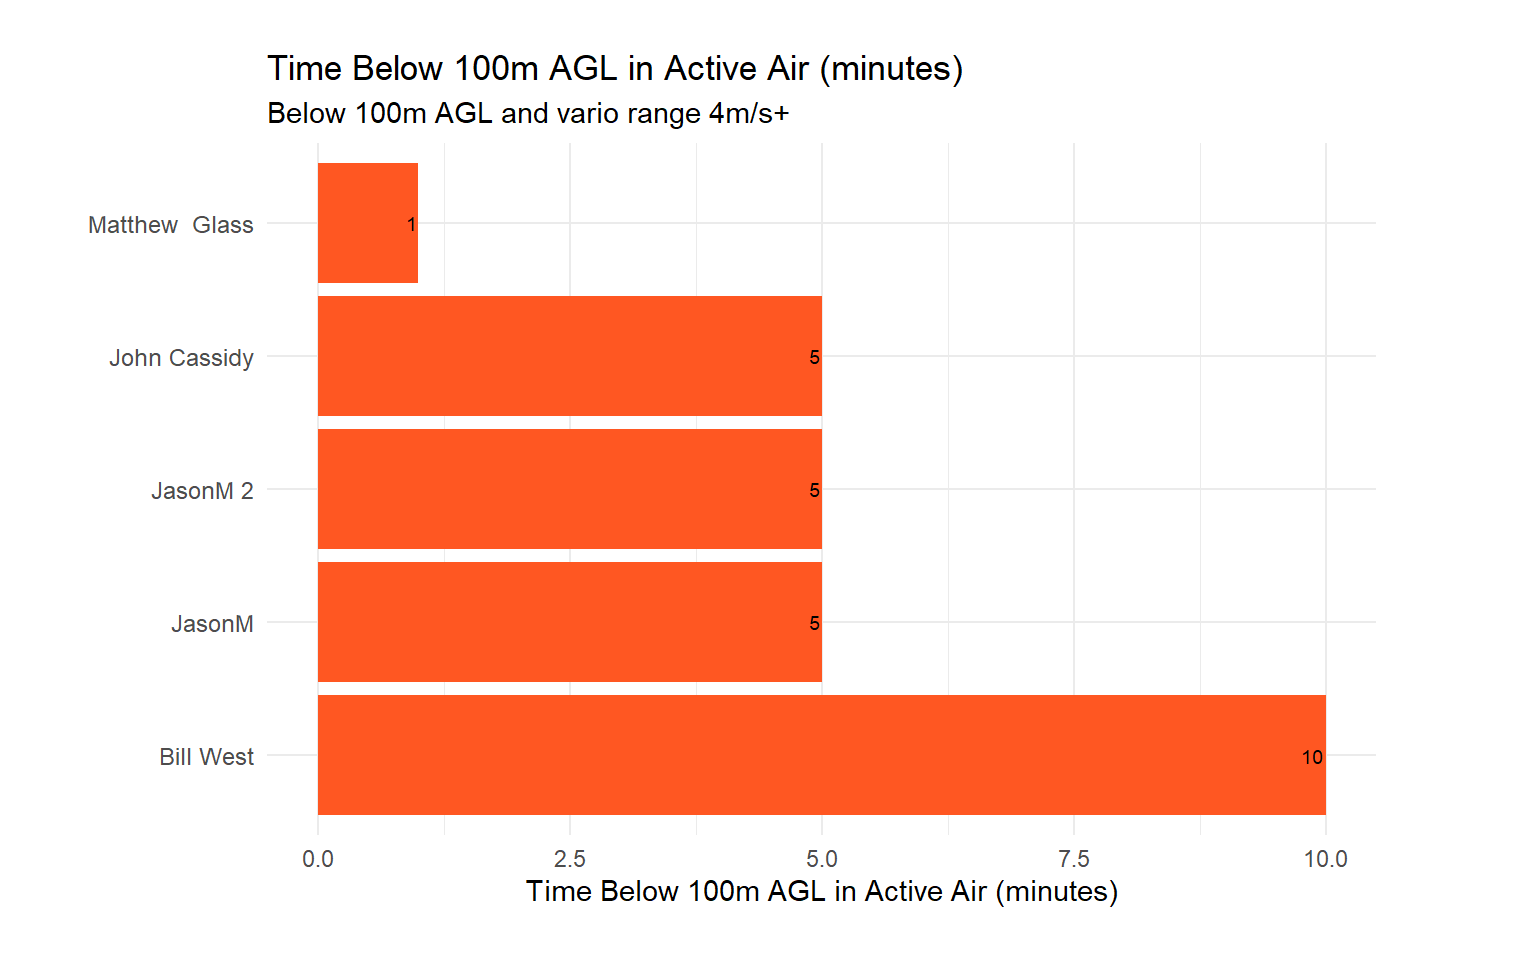 Time Below 100m AGL in Active Air (minutes)
Below 100m AGL and vario range 4m/s+
Matthew  Glass
1
John Cassidy
5
JasonM 2
5
JasonM
5
Bill West
10
0.0
2.5
5.0
7.5
10.0
Time Below 100m AGL in Active Air (minutes)